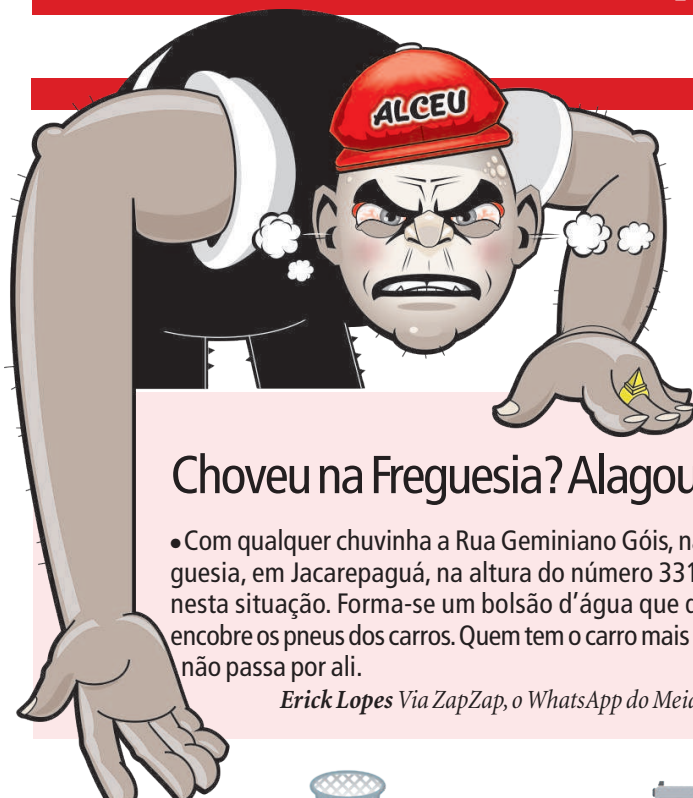 ALCEU
Choveu na Freguesia? Alagou
• Com qualquer chuvinha a Rua Geminiano Góis, na
guesia, em Jacarepaguá, na altura do número 331
nesta situação. Forma-se um bolsão d’água que
encobre os pneus dos carros. Quem tem o carro mais
não passa por ali.
Erick Lopes Via ZapZap, o WhatsApp do Meia